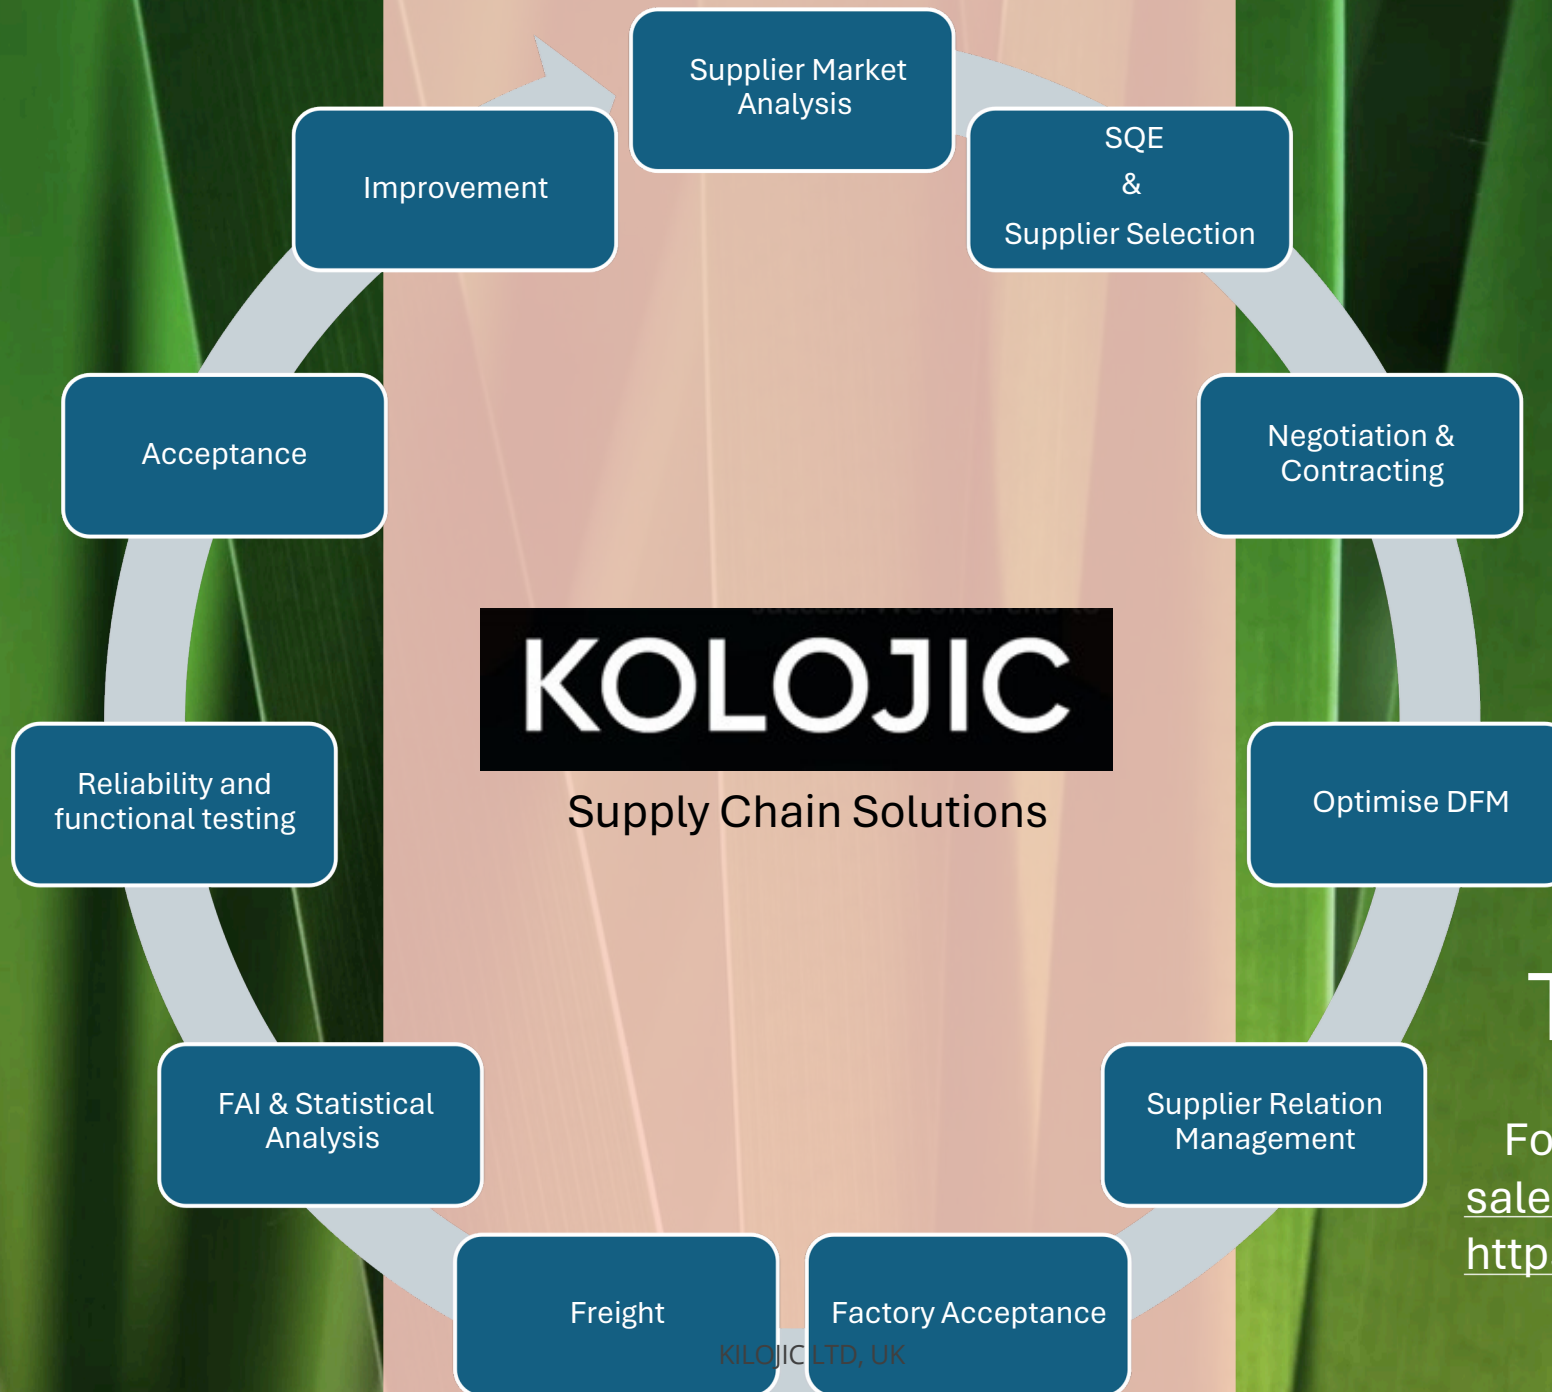 Supplier Market
Analysis
SQE
&
Supplier Selection
Negotiation &
Contracting
Optimise DFM
Supplier Relation
Management
Factory Acceptance
Freight
FAI & Statistical
Analysis
Reliability and
functional testing
Acceptance
Improvement
KOLOJIC
Supply Chain Solutions
KILOJIC LTD, UK